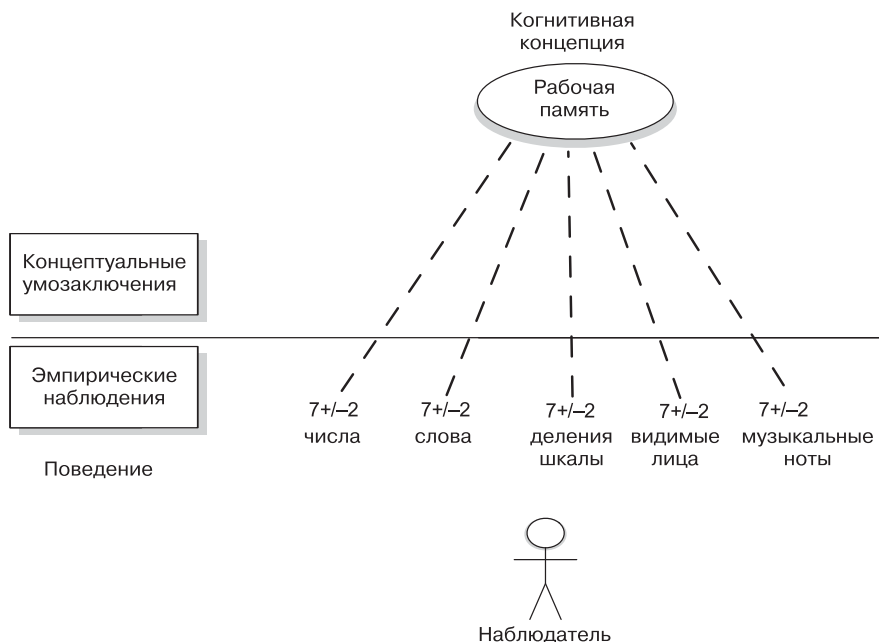 Когнитивная
концепция
Рабочая
память
Концептуальные
умозаключения
Эмпирические
наблюдения
7+/–2 7+/–2 7+/–2 7+/–2 7+/–2
числа слова деления видимые музыкальные
шкалы лица ноты
Поведение
Наблюдатель